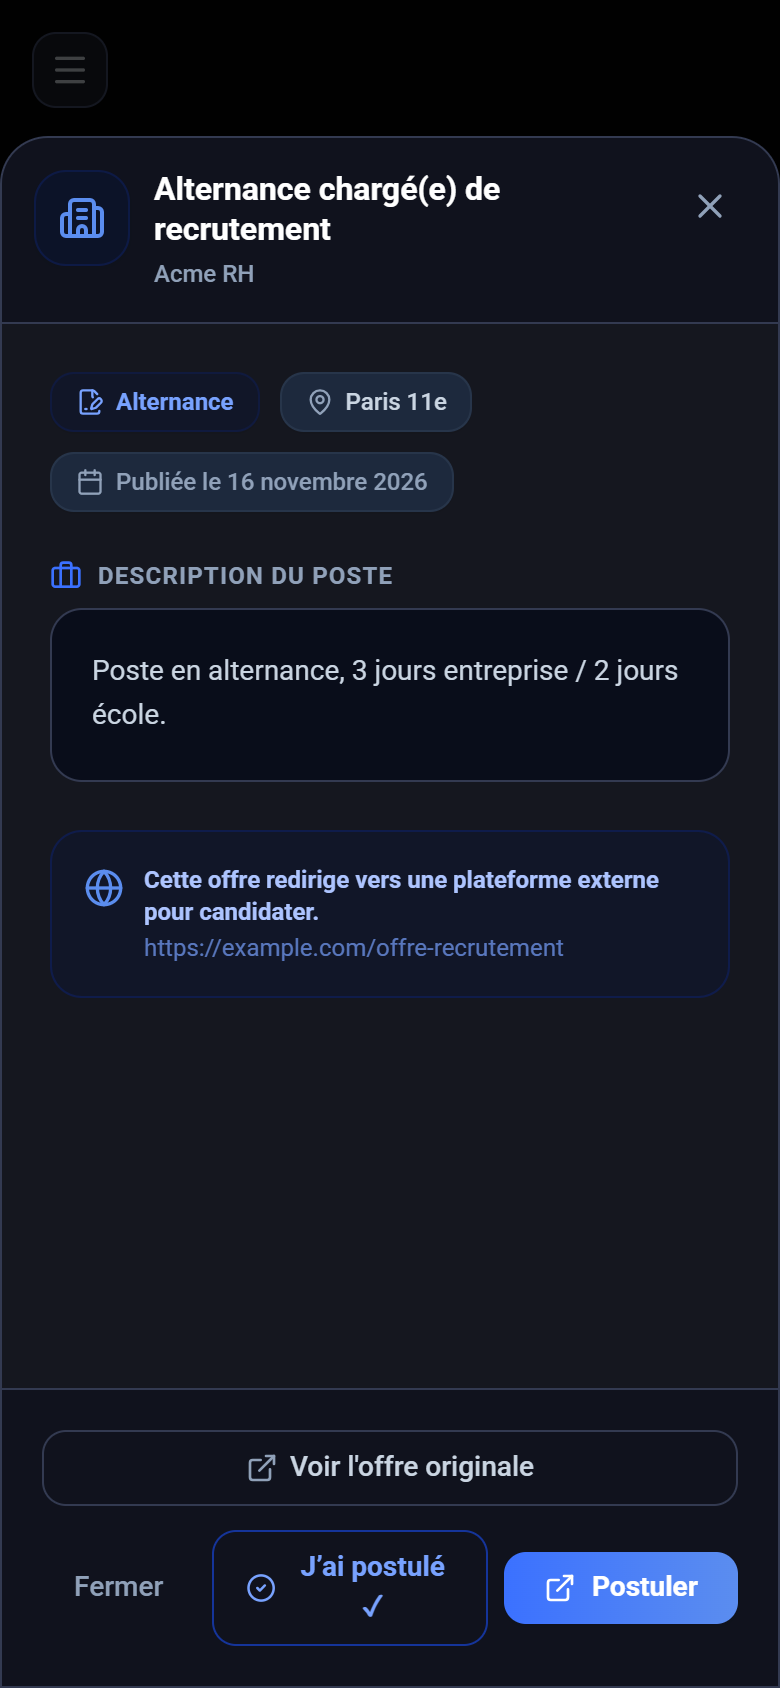 Alternance chargé(e) de
recrutement
Acme RH
Alternance
Paris 11e
Publiée le 16 novembre 2026
DESCRIPTION DU POSTE
Poste en alternance, 3 jours entreprise / 2 jours
école.
Cette offre redirige vers une plateforme externe
pour candidater.
https://example.com/offre-recrutement
Voir l'offre originale
Fermer
J’ai postulé
✓
Postuler